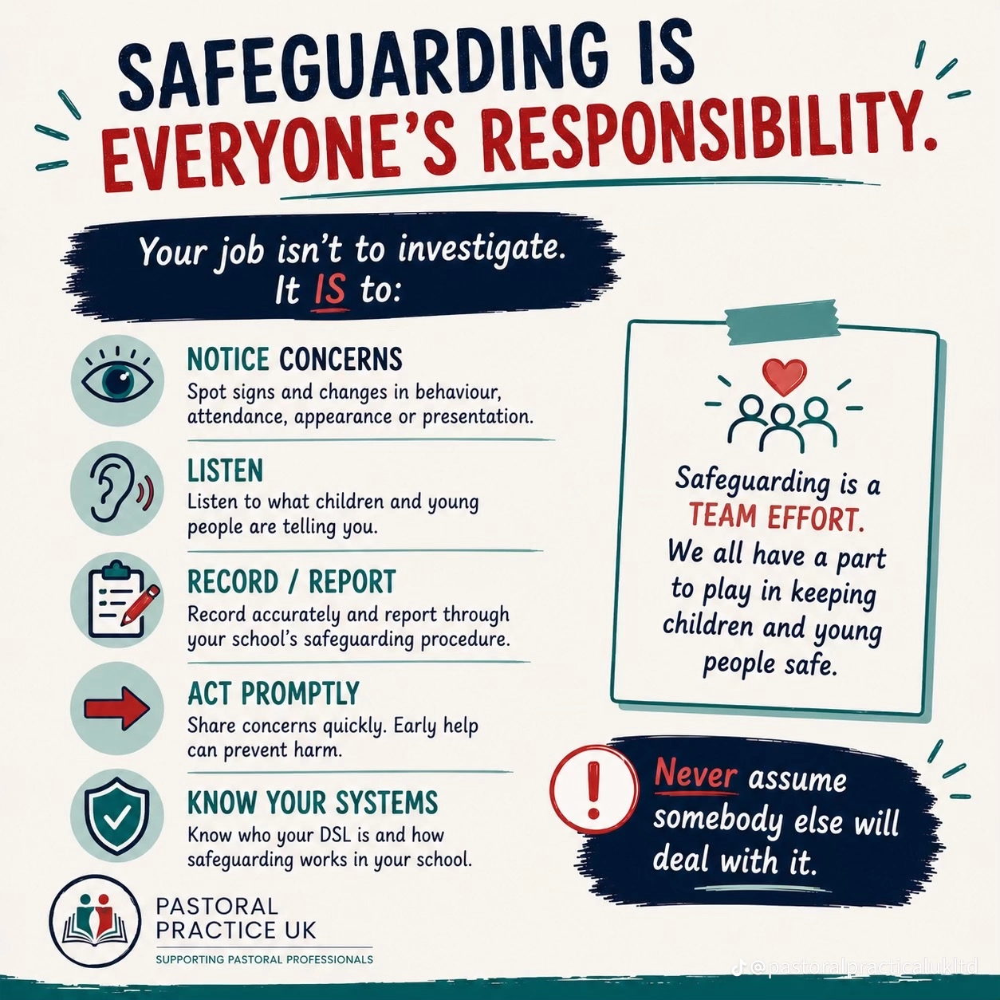 SAFEGUARDING IS
EVERYONE'S RESPONSIBILITY.
Your job isn't to investigate.
It IS to:
NOTICE CONCERNS
Spot signs and changes in behaviour,
attendance, appearance or presentation.
LISTEN
Listen to what children and young
people are telling you.
RECORD / REPORT
Record accurately and report through
your school's safeguarding procedure.
ACT PROMPTLY
Share concerns quickly. Early help
can prevent harm.
KNOW YOUR SYSTEMS
Know who your DSL is and how
safeguarding works in your school.
Safeguarding is a
TEAM EFFORT.
We all have a part
to play in keeping
children and young
people safe.
Never assume
somebody else will
deal with it.
PASTORAL
PRACTICE UK
SUPPORTING PASTORAL PROFESSIONALS
@pastoralpracticalukltd